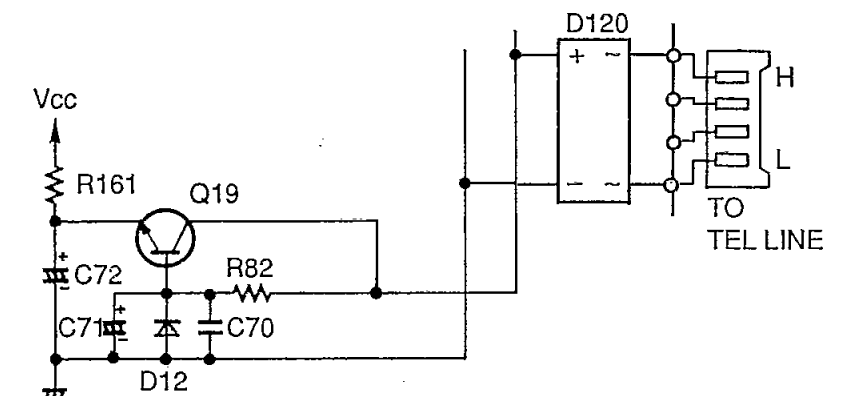 D120
+ ~
H
Vcc
R161
Q19
L
- ~
TO
TEL LINE
R82
+
C72
-
+
C71
-
C70
D12